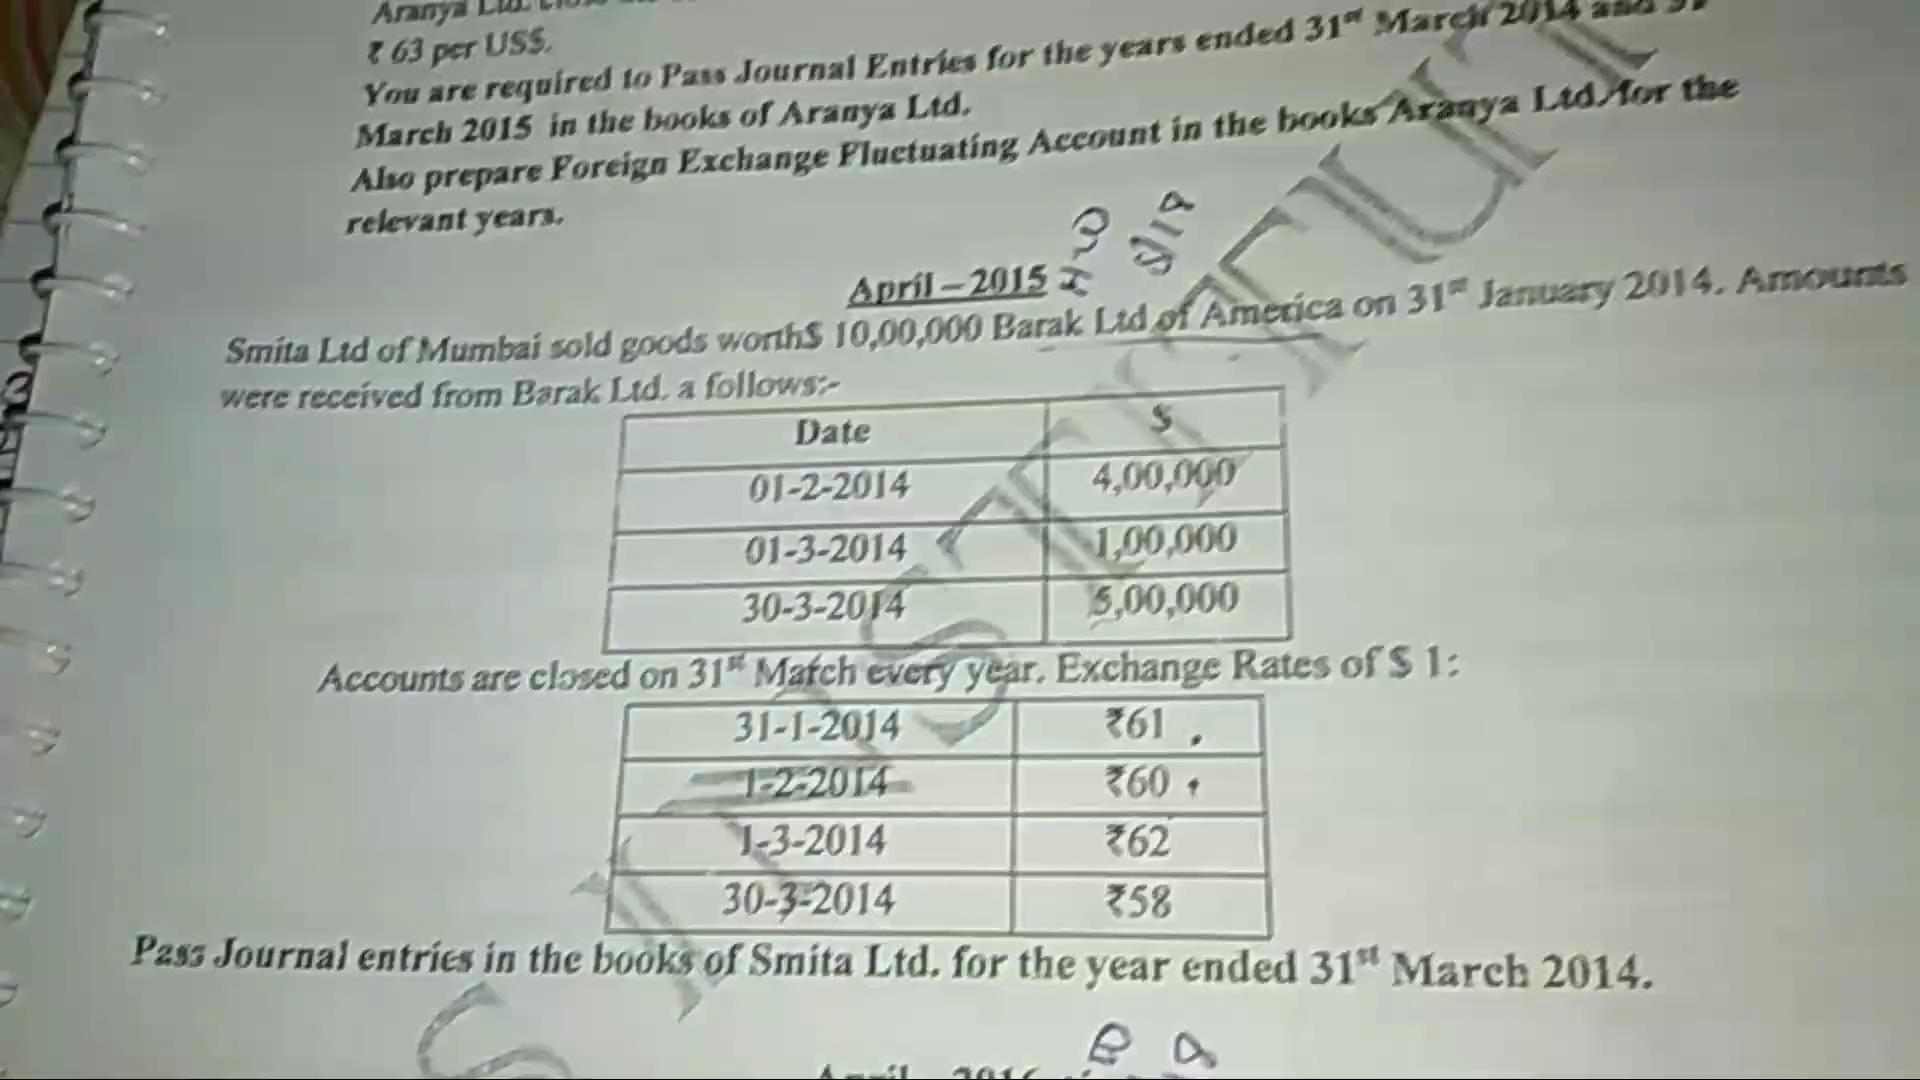 Aranya Ltd.
₹ 63 per US$.
You are required to Pass Journal Entries for the years ended 31st March 2014 and 31
March 2015 in the books of Aranya Ltd.
Also prepare Foreign Exchange Fluctuating Account in the books Aranya Ltd. for the
relevant years.
April – 2015
Smita Ltd of Mumbai sold goods worth$ 10,00,000 Barak Ltd of America on 31st January 2014. Amounts
were received from Barak Ltd. a follows:-
Date $
01-2-2014 4,00,000
01-3-2014 1,00,000
30-3-2014 5,00,000
Accounts are closed on 31st March every year. Exchange Rates of $ 1:
31-1-2014 ₹61
1-2-2014 ₹60
1-3-2014 ₹62
30-3-2014 ₹58
Pass Journal entries in the books of Smita Ltd. for the year ended 31st March 2014.
April – 2016